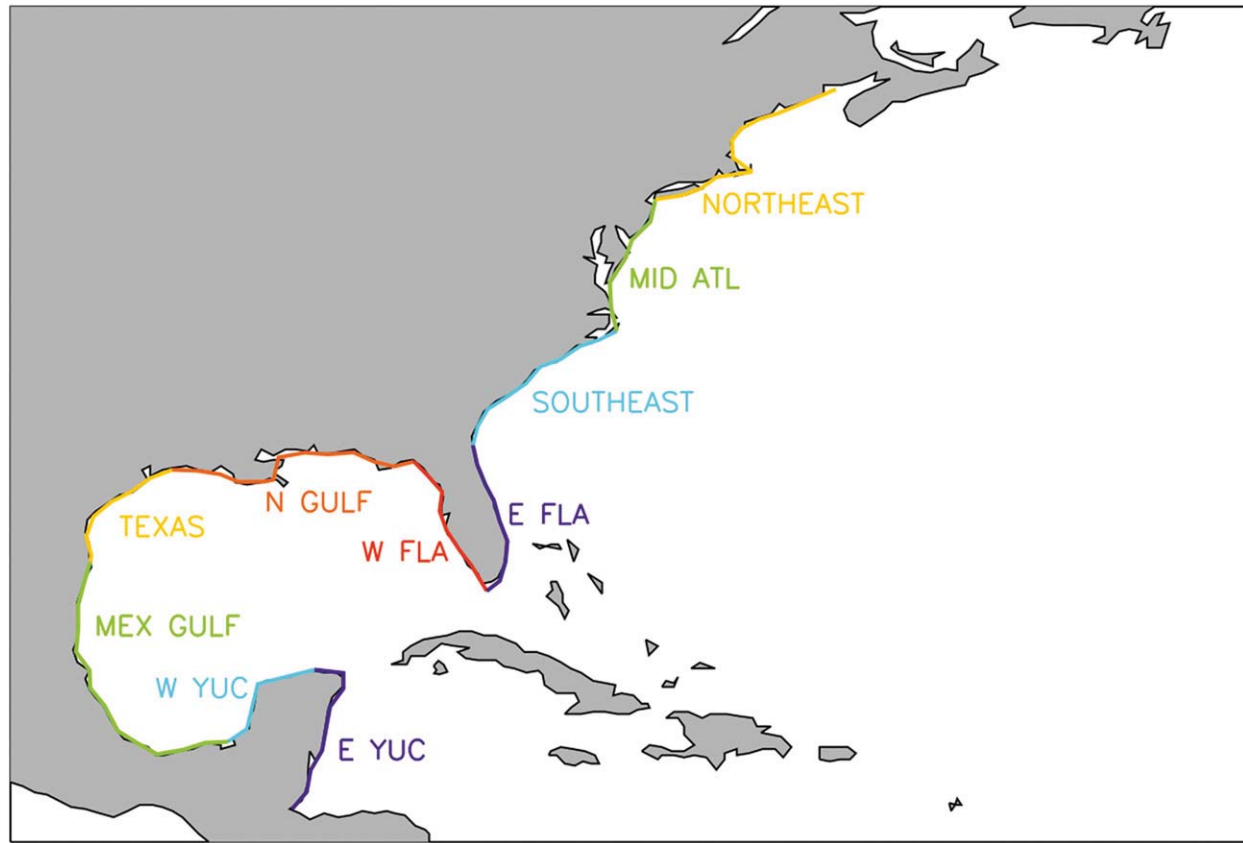 NORTHEAST
MID ATL
SOUTHEAST
N GULF
E FLA
TEXAS
W FLA
MEX GULF
W YUC
E YUC